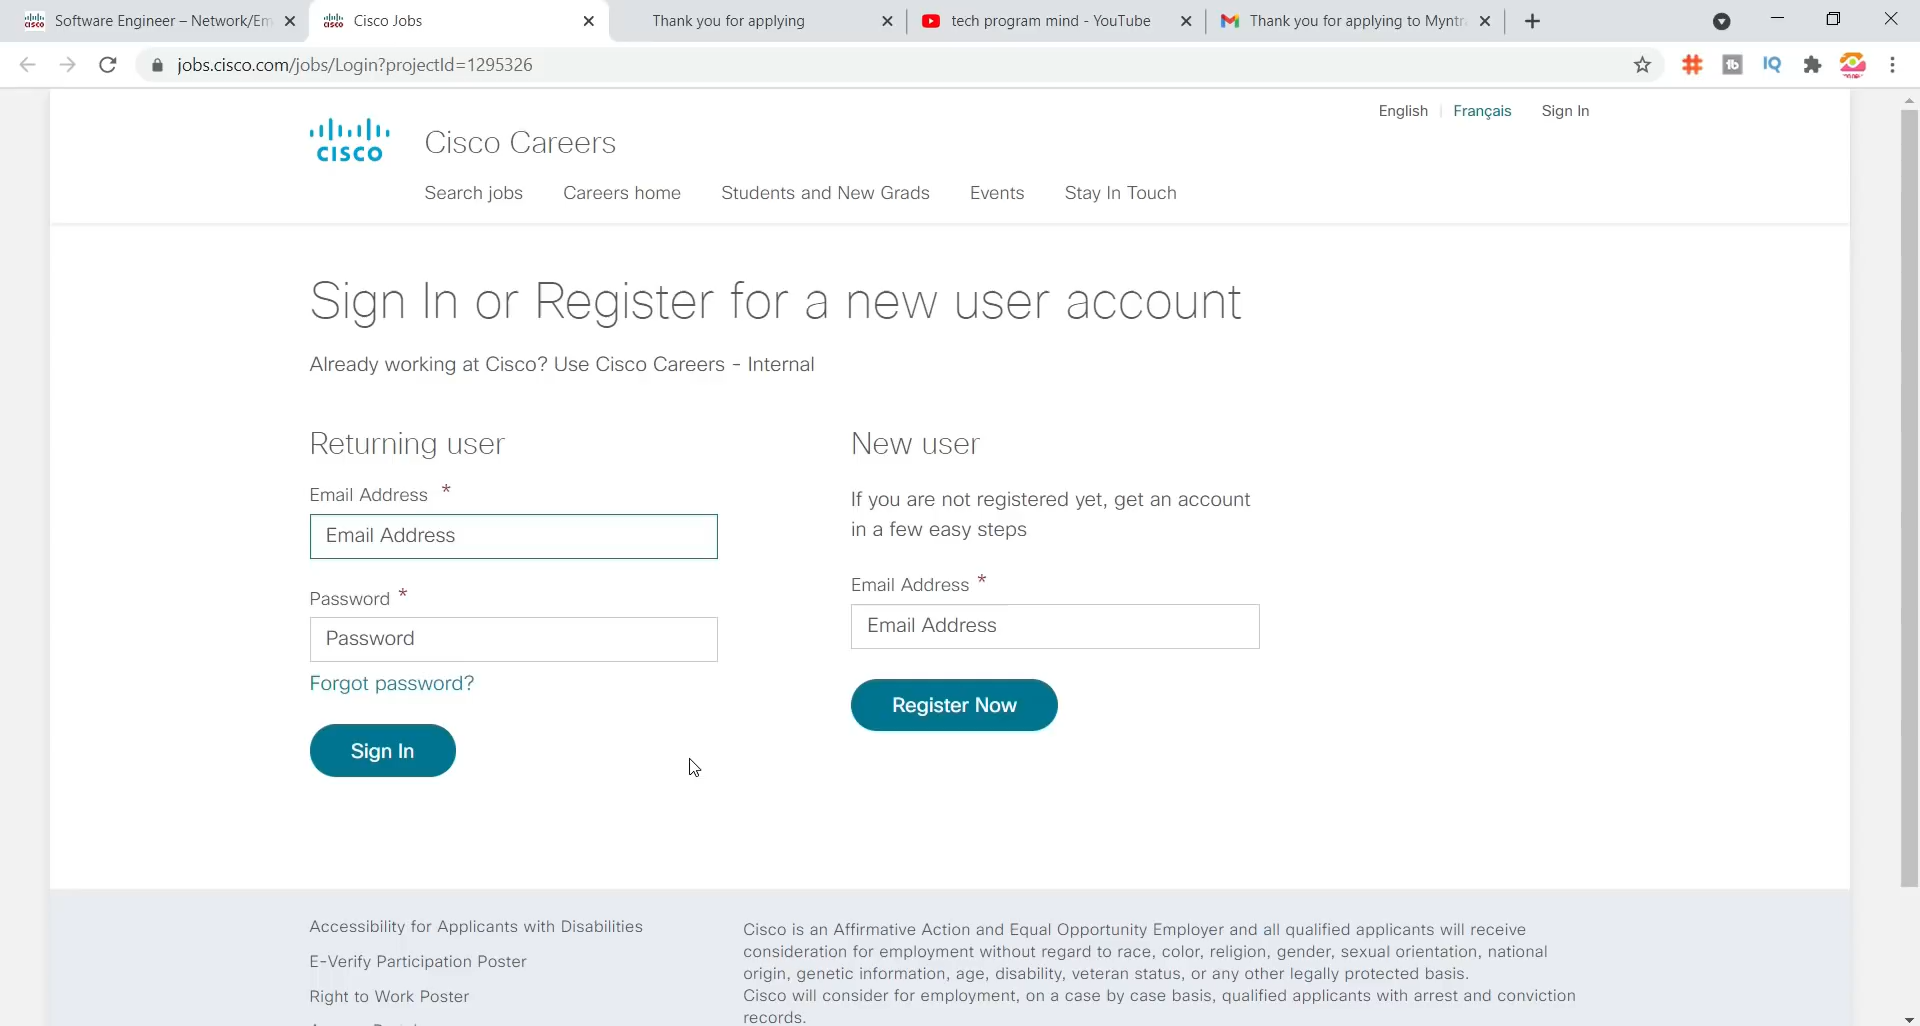 Software Engineer – Network/Em
Cisco Jobs
Thank you for applying
tech program mind - YouTube
Thank you for applying to Myntr
jobs.cisco.com/jobs/Login?projectId=1295326
English
Français
Sign In
CISCO
Cisco Careers
Search jobs
Careers home
Students and New Grads
Events
Stay In Touch
Sign In or Register for a new user account
Already working at Cisco? Use Cisco Careers - Internal
Returning user
Email Address *
Email Address
Password *
Password
Forgot password?
Sign In
New user
If you are not registered yet, get an account
in a few easy steps
Email Address *
Email Address
Register Now
Accessibility for Applicants with Disabilities
E-Verify Participation Poster
Right to Work Poster
Cisco is an Affirmative Action and Equal Opportunity Employer and all qualified applicants will receive
consideration for employment without regard to race, color, religion, gender, sexual orientation, national
origin, genetic information, age, disability, veteran status, or any other legally protected basis.
Cisco will consider for employment, on a case by case basis, qualified applicants with arrest and conviction
records.